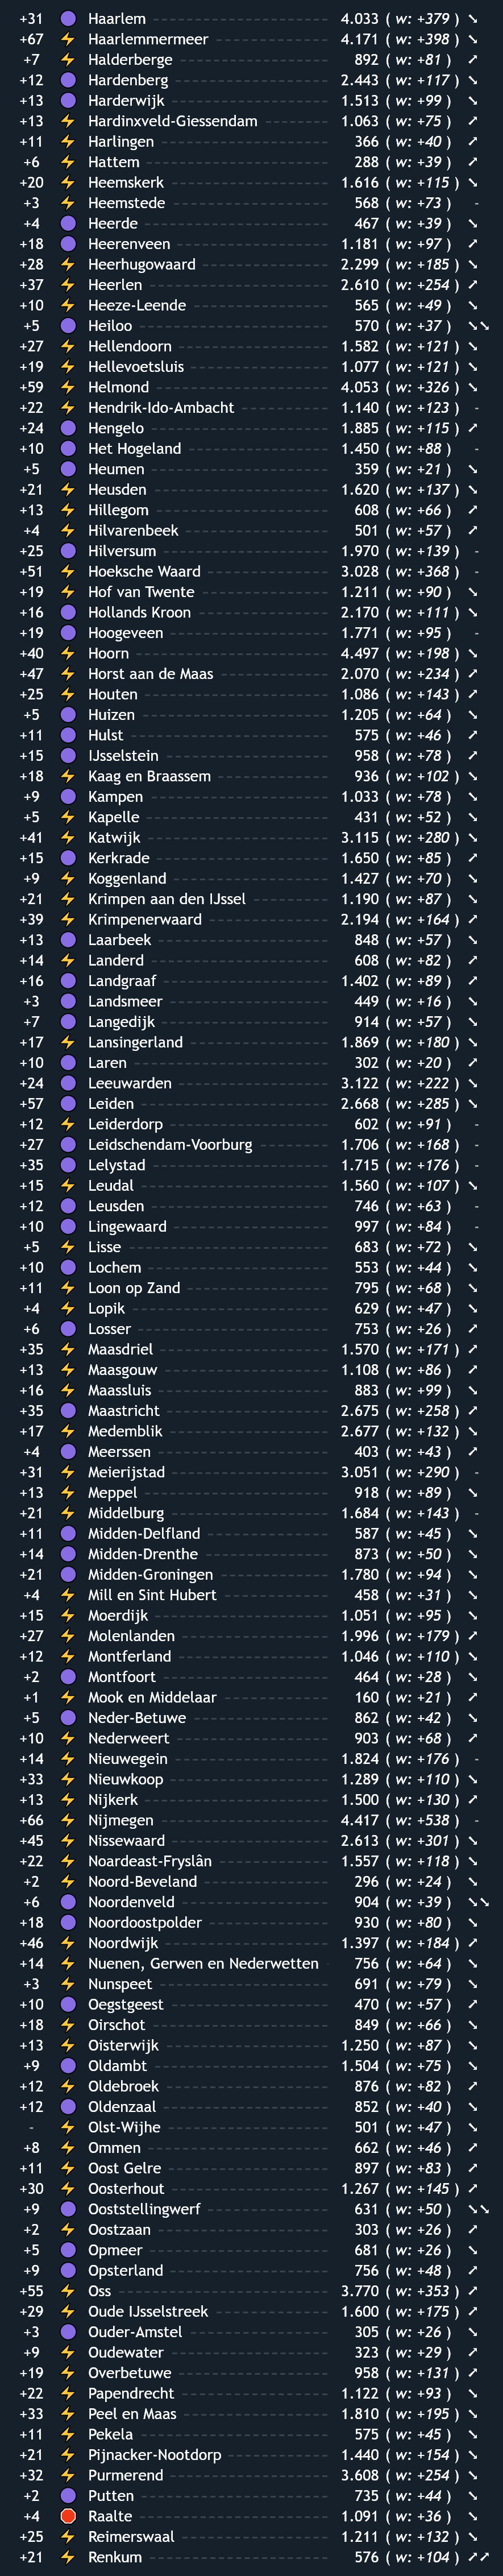 +31 Haarlem 4.033 ( w: +379 ) ↘
+67 Haarlemmermeer 4.171 ( w: +398 ) ↘
+7 Halderberge 892 ( w: +81 ) ↗
+12 Hardenberg 2.443 ( w: +117 ) ↘
+13 Harderwijk 1.513 ( w: +99 ) ↘
+13 Hardinxveld-Giessendam 1.063 ( w: +75 ) ↗
+11 Harlingen 366 ( w: +40 ) ↗
+6 Hattem 288 ( w: +39 ) ↗
+20 Heemskerk 1.616 ( w: +115 ) ↘
+3 Heemstede 568 ( w: +73 ) -
+4 Heerde 467 ( w: +39 ) ↘
+18 Heerenveen 1.181 ( w: +97 ) ↗
+28 Heerhugowaard 2.299 ( w: +185 ) ↘
+37 Heerlen 2.610 ( w: +254 ) ↗
+10 Heeze-Leende 565 ( w: +49 ) ↘
+5 Heiloo 570 ( w: +37 ) ↘↘
+27 Hellendoorn 1.582 ( w: +121 ) ↘
+19 Hellevoetsluis 1.077 ( w: +121 ) ↘
+59 Helmond 4.053 ( w: +326 ) ↘
+22 Hendrik-Ido-Ambacht 1.140 ( w: +123 ) -
+24 Hengelo 1.885 ( w: +115 ) ↗
+10 Het Hogeland 1.450 ( w: +88 ) -
+5 Heumen 359 ( w: +21 ) ↘
+21 Heusden 1.620 ( w: +137 ) ↘
+13 Hillegom 608 ( w: +66 ) ↗
+4 Hilvarenbeek 501 ( w: +57 ) ↗
+25 Hilversum 1.970 ( w: +139 ) -
+51 Hoeksche Waard 3.028 ( w: +368 ) -
+19 Hof van Twente 1.211 ( w: +90 ) ↘
+16 Hollands Kroon 2.170 ( w: +111 ) ↘
+19 Hoogeveen 1.771 ( w: +95 ) -
+40 Hoorn 4.497 ( w: +198 ) ↘
+47 Horst aan de Maas 2.070 ( w: +234 ) ↗
+25 Houten 1.086 ( w: +143 ) ↗
+5 Huizen 1.205 ( w: +64 ) ↘
+11 Hulst 575 ( w: +46 ) ↗
+15 IJsselstein 958 ( w: +78 ) ↗
+18 Kaag en Braassem 936 ( w: +102 ) ↘
+9 Kampen 1.033 ( w: +78 ) ↘
+5 Kapelle 431 ( w: +52 ) ↘
+41 Katwijk 3.115 ( w: +280 ) ↘
+15 Kerkrade 1.650 ( w: +85 ) ↗
+9 Koggenland 1.427 ( w: +70 ) ↘
+21 Krimpen aan den IJssel 1.190 ( w: +87 ) ↘
+39 Krimpenerwaard 2.194 ( w: +164 ) ↗
+13 Laarbeek 848 ( w: +57 ) ↘
+14 Landerd 608 ( w: +82 ) ↗
+16 Landgraaf 1.402 ( w: +89 ) ↗
+3 Landsmeer 449 ( w: +16 ) ↘
+7 Langedijk 914 ( w: +57 ) ↘
+17 Lansingerland 1.869 ( w: +180 ) ↘
+10 Laren 302 ( w: +20 ) ↗
+24 Leeuwarden 3.122 ( w: +222 ) ↘
+57 Leiden 2.668 ( w: +285 ) ↘
+12 Leiderdorp 602 ( w: +91 ) -
+27 Leidschendam-Voorburg 1.706 ( w: +168 ) -
+35 Lelystad 1.715 ( w: +176 ) -
+15 Leudal 1.560 ( w: +107 ) ↘
+12 Leusden 746 ( w: +63 ) -
+10 Lingewaard 997 ( w: +84 ) -
+5 Lisse 683 ( w: +72 ) ↘
+10 Lochem 553 ( w: +44 ) ↘
+11 Loon op Zand 795 ( w: +68 ) ↘
+4 Lopik 629 ( w: +47 ) ↘
+6 Losser 753 ( w: +26 ) ↗
+35 Maasdriel 1.570 ( w: +171 ) ↗
+13 Maasgouw 1.108 ( w: +86 ) ↗
+16 Maassluis 883 ( w: +99 ) ↘
+35 Maastricht 2.675 ( w: +258 ) ↗
+17 Medemblik 2.677 ( w: +132 ) ↘
+4 Meerssen 403 ( w: +43 ) ↗
+31 Meierijstad 3.051 ( w: +290 ) -
+13 Meppel 918 ( w: +89 ) ↘
+21 Middelburg 1.684 ( w: +143 ) -
+11 Midden-Delfland 587 ( w: +45 ) ↘
+14 Midden-Drenthe 873 ( w: +50 ) ↘
+21 Midden-Groningen 1.780 ( w: +94 ) ↘
+4 Mill en Sint Hubert 458 ( w: +31 ) ↘
+15 Moerdijk 1.051 ( w: +95 ) ↗
+27 Molenlanden 1.996 ( w: +179 ) ↗
+12 Montferland 1.046 ( w: +110 ) ↘
+2 Montfoort 464 ( w: +28 ) ↘
+1 Mook en Middelaar 160 ( w: +21 ) ↗
+5 Neder-Betuwe 862 ( w: +42 ) ↘
+10 Nederweert 903 ( w: +68 ) ↗
+14 Nieuwegein 1.824 ( w: +176 ) -
+33 Nieuwkoop 1.289 ( w: +110 ) ↘
+13 Nijkerk 1.500 ( w: +130 ) ↗
+66 Nijmegen 4.417 ( w: +538 ) -
+45 Nissewaard 2.613 ( w: +301 ) ↘
+22 Noardeast-Fryslân 1.557 ( w: +118 ) ↘
+2 Noord-Beveland 296 ( w: +24 ) ↘
+6 Noordenveld 904 ( w: +39 ) ↘↘
+18 Noordoostpolder 930 ( w: +80 ) ↘
+46 Noordwijk 1.397 ( w: +184 ) ↗
+14 Nuenen, Gerwen en Nederwetten 756 ( w: +64 ) ↘
+3 Nunspeet 691 ( w: +79 ) ↘
+10 Oegstgeest 470 ( w: +57 ) ↗
+18 Oirschot 849 ( w: +66 ) ↘
+13 Oisterwijk 1.250 ( w: +87 ) ↘
+9 Oldambt 1.504 ( w: +75 ) ↘
+12 Oldebroek 876 ( w: +82 ) ↗
+12 Oldenzaal 852 ( w: +40 ) ↘
- Olst-Wijhe 501 ( w: +47 ) ↘
+8 Ommen 662 ( w: +46 ) ↗
+11 Oost Gelre 897 ( w: +83 ) ↗
+30 Oosterhout 1.267 ( w: +145 ) ↗
+9 Ooststellingwerf 631 ( w: +50 ) ↘↘
+2 Oostzaan 303 ( w: +26 ) ↗
+5 Opmeer 681 ( w: +26 ) ↘
+9 Opsterland 756 ( w: +48 ) ↗
+55 Oss 3.770 ( w: +353 ) ↗
+29 Oude IJsselstreek 1.600 ( w: +175 ) ↗
+3 Ouder-Amstel 305 ( w: +26 ) ↘
+9 Oudewater 323 ( w: +29 ) ↗
+19 Overbetuwe 958 ( w: +131 ) ↗
+22 Papendrecht 1.122 ( w: +93 ) ↘
+33 Peel en Maas 1.810 ( w: +195 ) ↗
+11 Pekela 575 ( w: +45 ) ↘
+21 Pijnacker-Nootdorp 1.440 ( w: +154 ) ↗
+32 Purmerend 3.608 ( w: +254 ) ↗
+2 Putten 735 ( w: +44 ) ↘
+4 Raalte 1.091 ( w: +36 ) ↘
+25 Reimerswaal 1.211 ( w: +132 ) ↘
+21 Renkum 576 ( w: +104 ) ↗↗